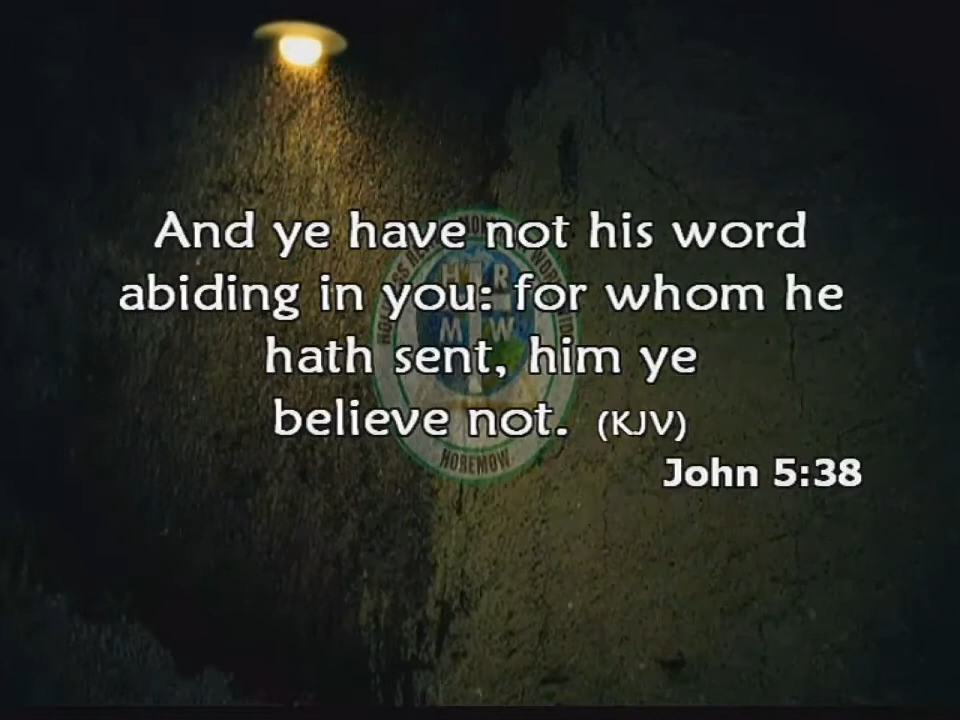 And ye have not his word
abiding in you: for whom he
hath sent, him ye
believe not. (KJV)
John 5:38
H R
M W
HOREMOW